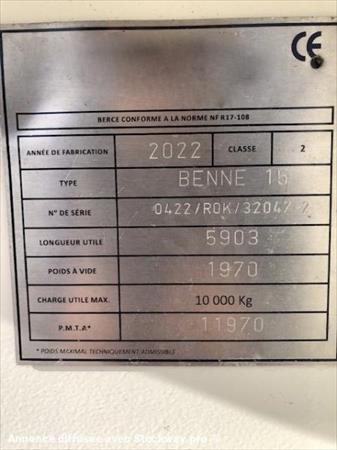 CE
BERCE CONFORME A LA NORME NF R17-108
ANNÉE DE FABRICATION 2022 CLASSE 2
TYPE BENNE
N° DE SÉRIE
LONGUEUR UTILE 5903
POIDS À VIDE 1970
CHARGE UTILE MAX. 10 000 Kg
P.M.T.A* 11970
* POIDS MAXIMAL TECHNIQUEMENT ADMISSIBLE
Annonce diffusée avec Stockway.pro